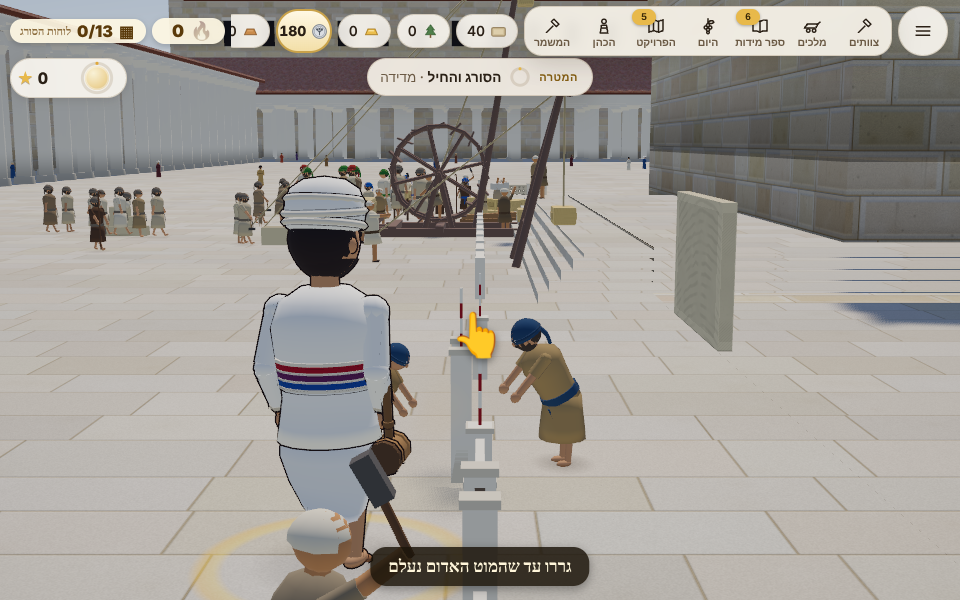 צוותים
מלכים
ספר מידות
6
היום
הפרויקט
5
הכהן
המשמר
40
0
0
180
0
0
0/13 לוחות הסורג
המטרה הסורג והחיל · מדידה
0
גררו עד שהמוט האדום נעלם